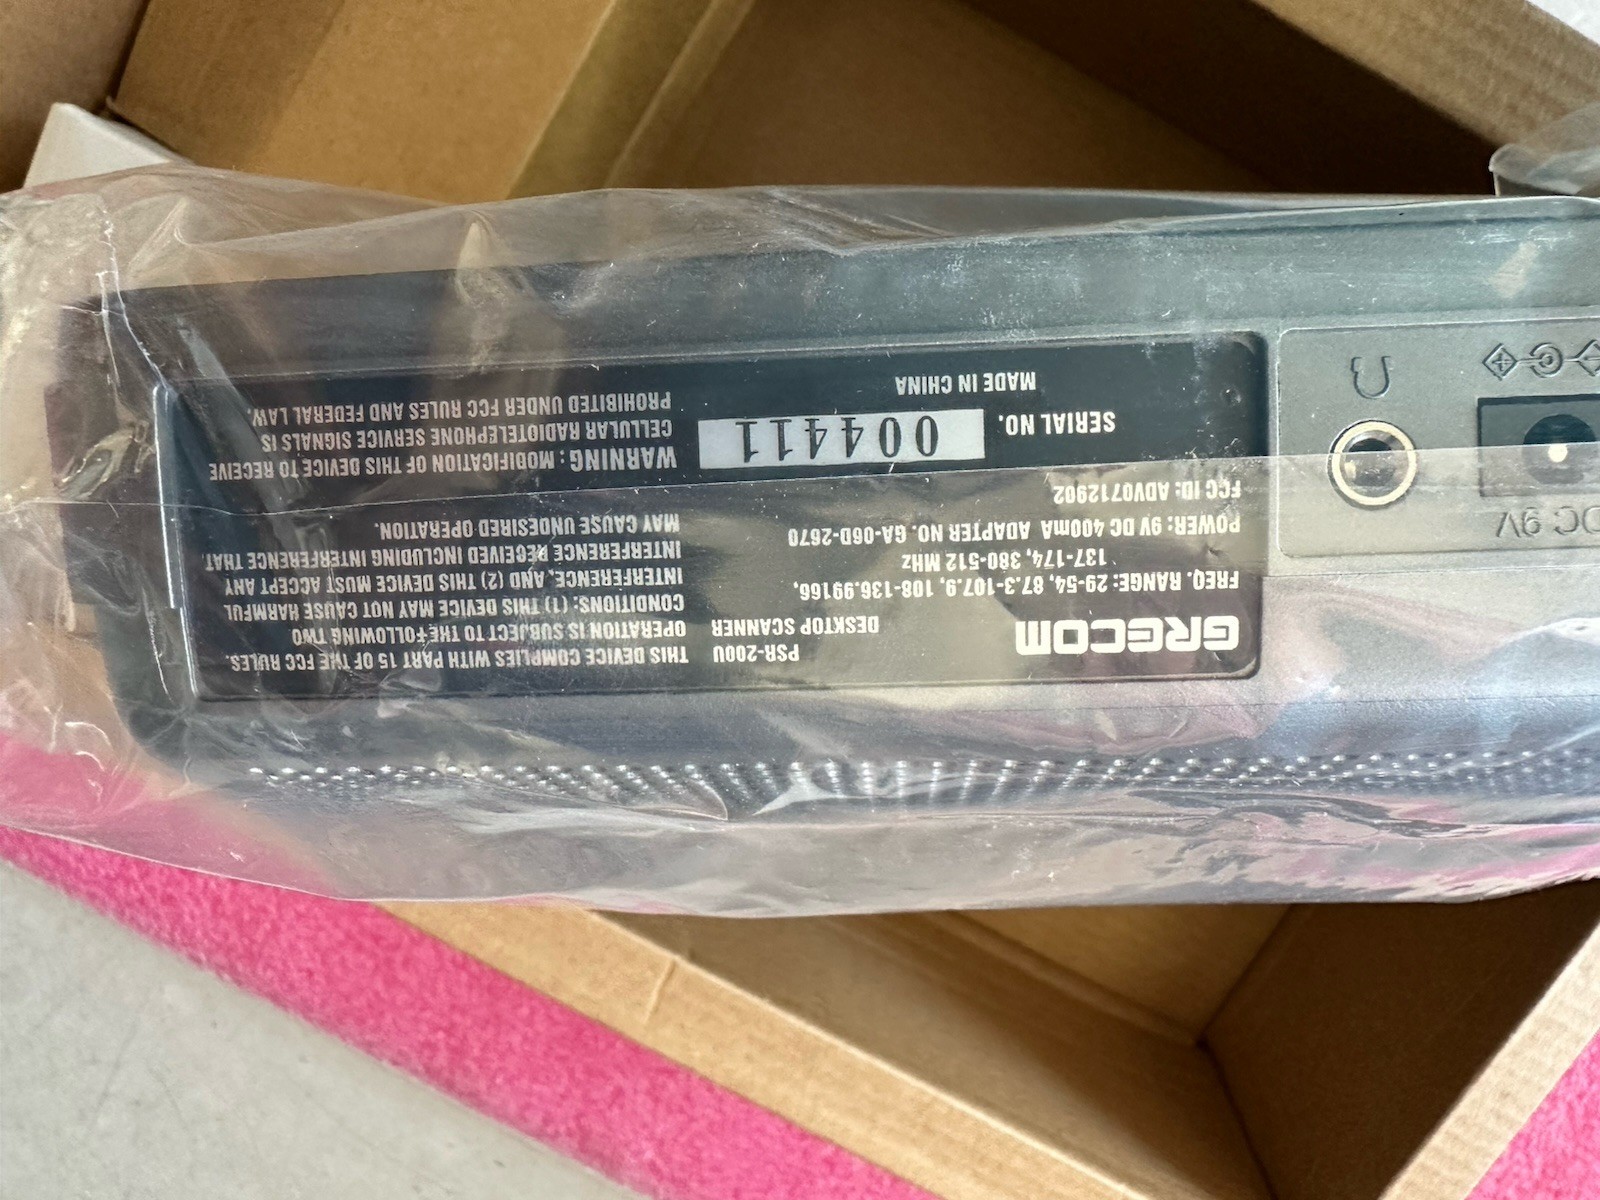 GRECOM
PSR-200U
DESKTOP SCANNER
FREQ. RANGE: 29-54, 87.3-107.9, 108-136.99166,
137-174, 380-512 MHz
POWER: 9V DC 400mA ADAPTER NO. GA-06D-2670
FCC ID: ADV0712902
SERIAL NO.
004411
MADE IN CHINA
THIS DEVICE COMPLIES WITH PART 15 OF THE FCC RULES.
OPERATION IS SUBJECT TO THE FOLLOWING TWO
CONDITIONS: (1) THIS DEVICE MAY NOT CAUSE HARMFUL
INTERFERENCE, AND (2) THIS DEVICE MUST ACCEPT ANY
INTERFERENCE RECEIVED INCLUDING INTERFERENCE THAT
MAY CAUSE UNDESIRED OPERATION.
WARNING: MODIFICATION OF THIS DEVICE TO RECEIVE
CELLULAR RADIOTELEPHONE SERVICE SIGNALS IS
PROHIBITED UNDER FCC RULES AND FEDERAL LAW.
DC 9V